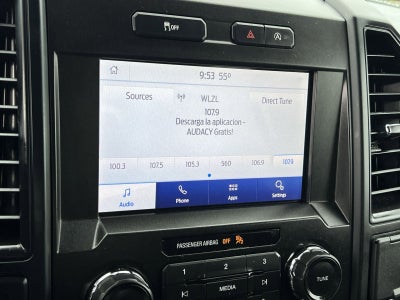 OFF
9:53 55°
Sources
WLZL
Direct Tune
107.9
Descarga la aplicacion -
AUDACY Gratis!
100.3 107.5 105.3 560 106.9 107.9
Audio Phone Apps Settings
PASSENGER AIRBAG OFF
1 2 3
MEDIA
TUNE